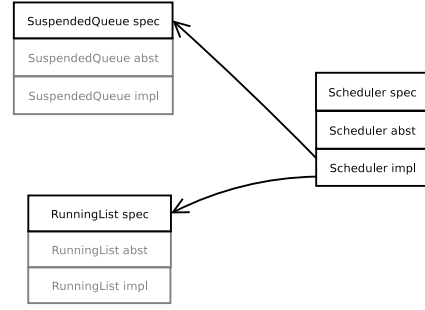 SuspendedQueue spec
SuspendedQueue abst
SuspendedQueue impl
Scheduler spec
Scheduler abst
Scheduler impl
RunningList spec
RunningList abst
RunningList impl